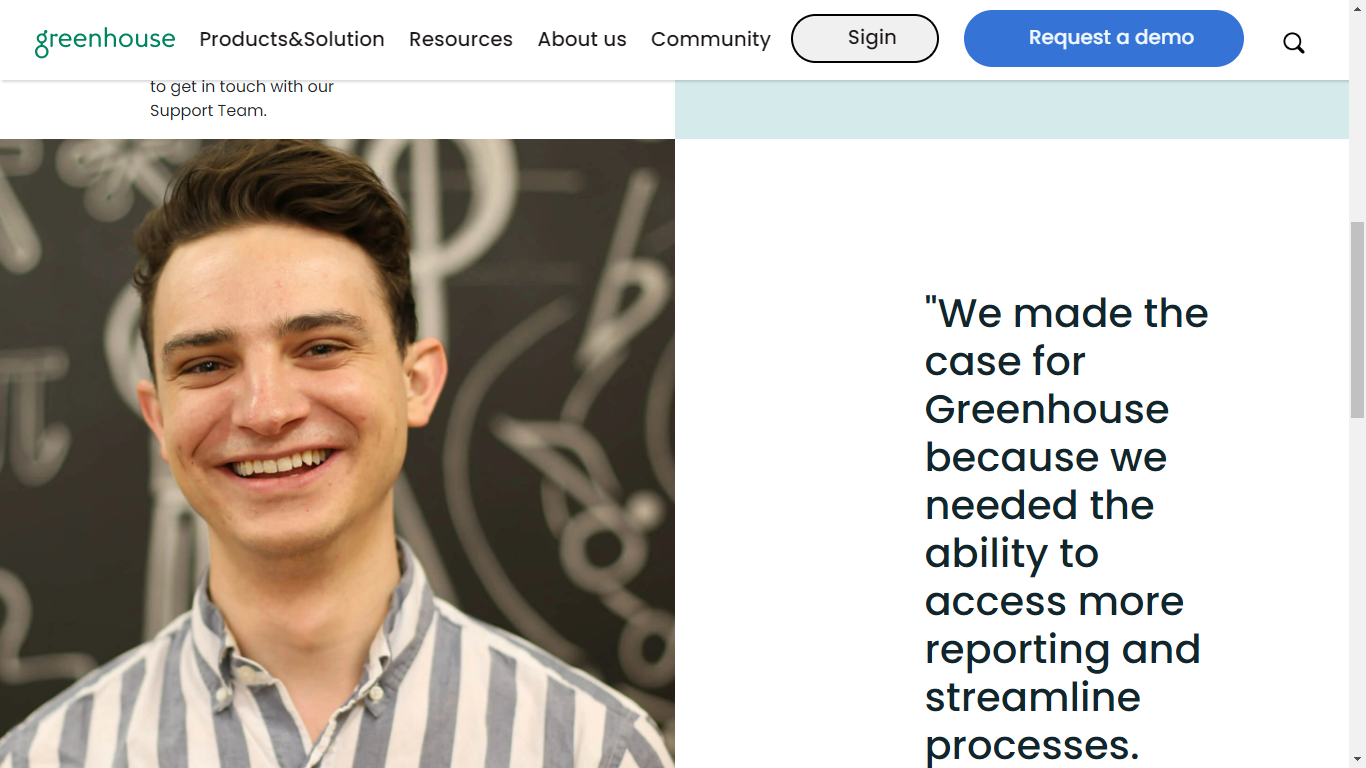 greenhouse Products&Solution Resources About us Community Sigin Request a demo
to get in touch with our
Support Team.
"We made the
case for
Greenhouse
because we
needed the
ability to
access more
reporting and
streamline
processes.